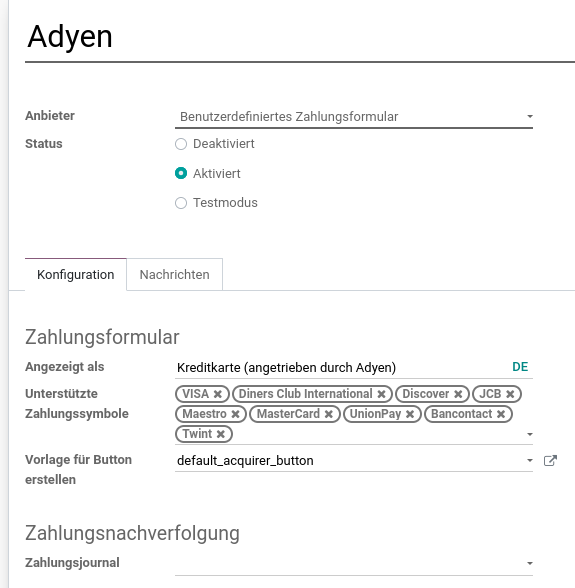 Adyen
Anbieter Benutzerdefiniertes Zahlungsformular
Status Deaktiviert
Aktiviert
Testmodus
Konfiguration Nachrichten
Zahlungsformular
Angezeigt als Kreditkarte (angetrieben durch Adyen) DE
Unterstützte VISA Diners Club International Discover JCB
Zahlungssymbole Maestro MasterCard UnionPay Bancontact
Twint
Vorlage für Button default_acquirer_button
erstellen
Zahlungsnachverfolgung
Zahlungsjournal